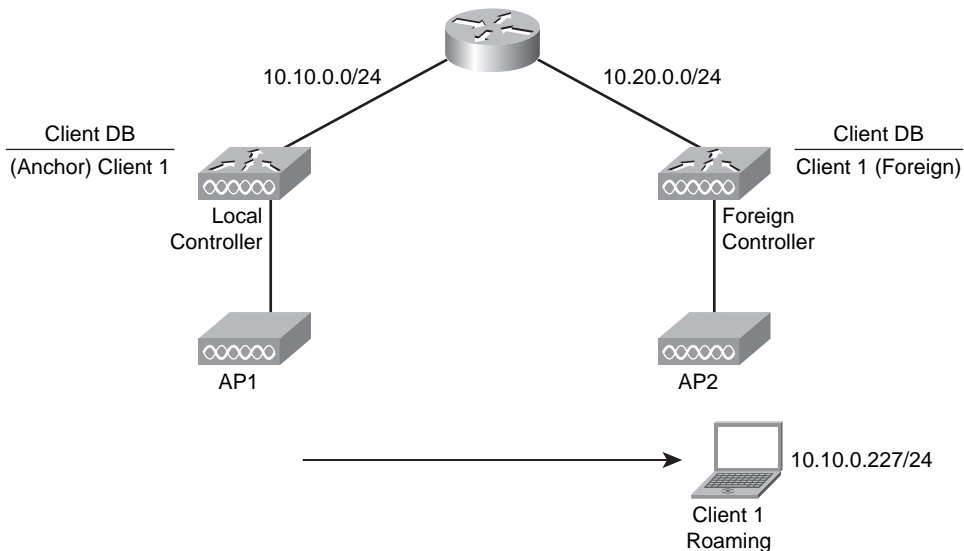 10.10.0.0/24
10.20.0.0/24
Client DB
(Anchor) Client 1
Client DB
Client 1 (Foreign)
Local
Controller
Foreign
Controller
AP1
AP2
10.10.0.227/24
Client 1
Roaming